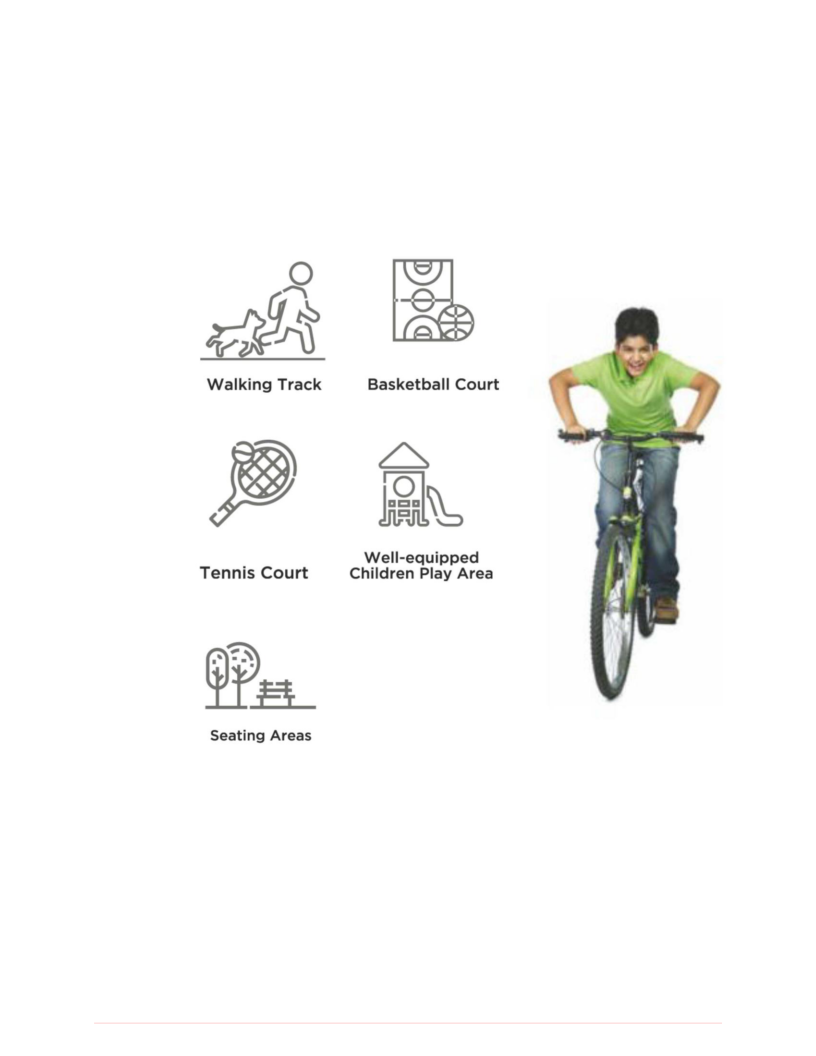 Walking Track
Basketball Court
Tennis Court
Well-equipped
Children Play Area
Seating Areas